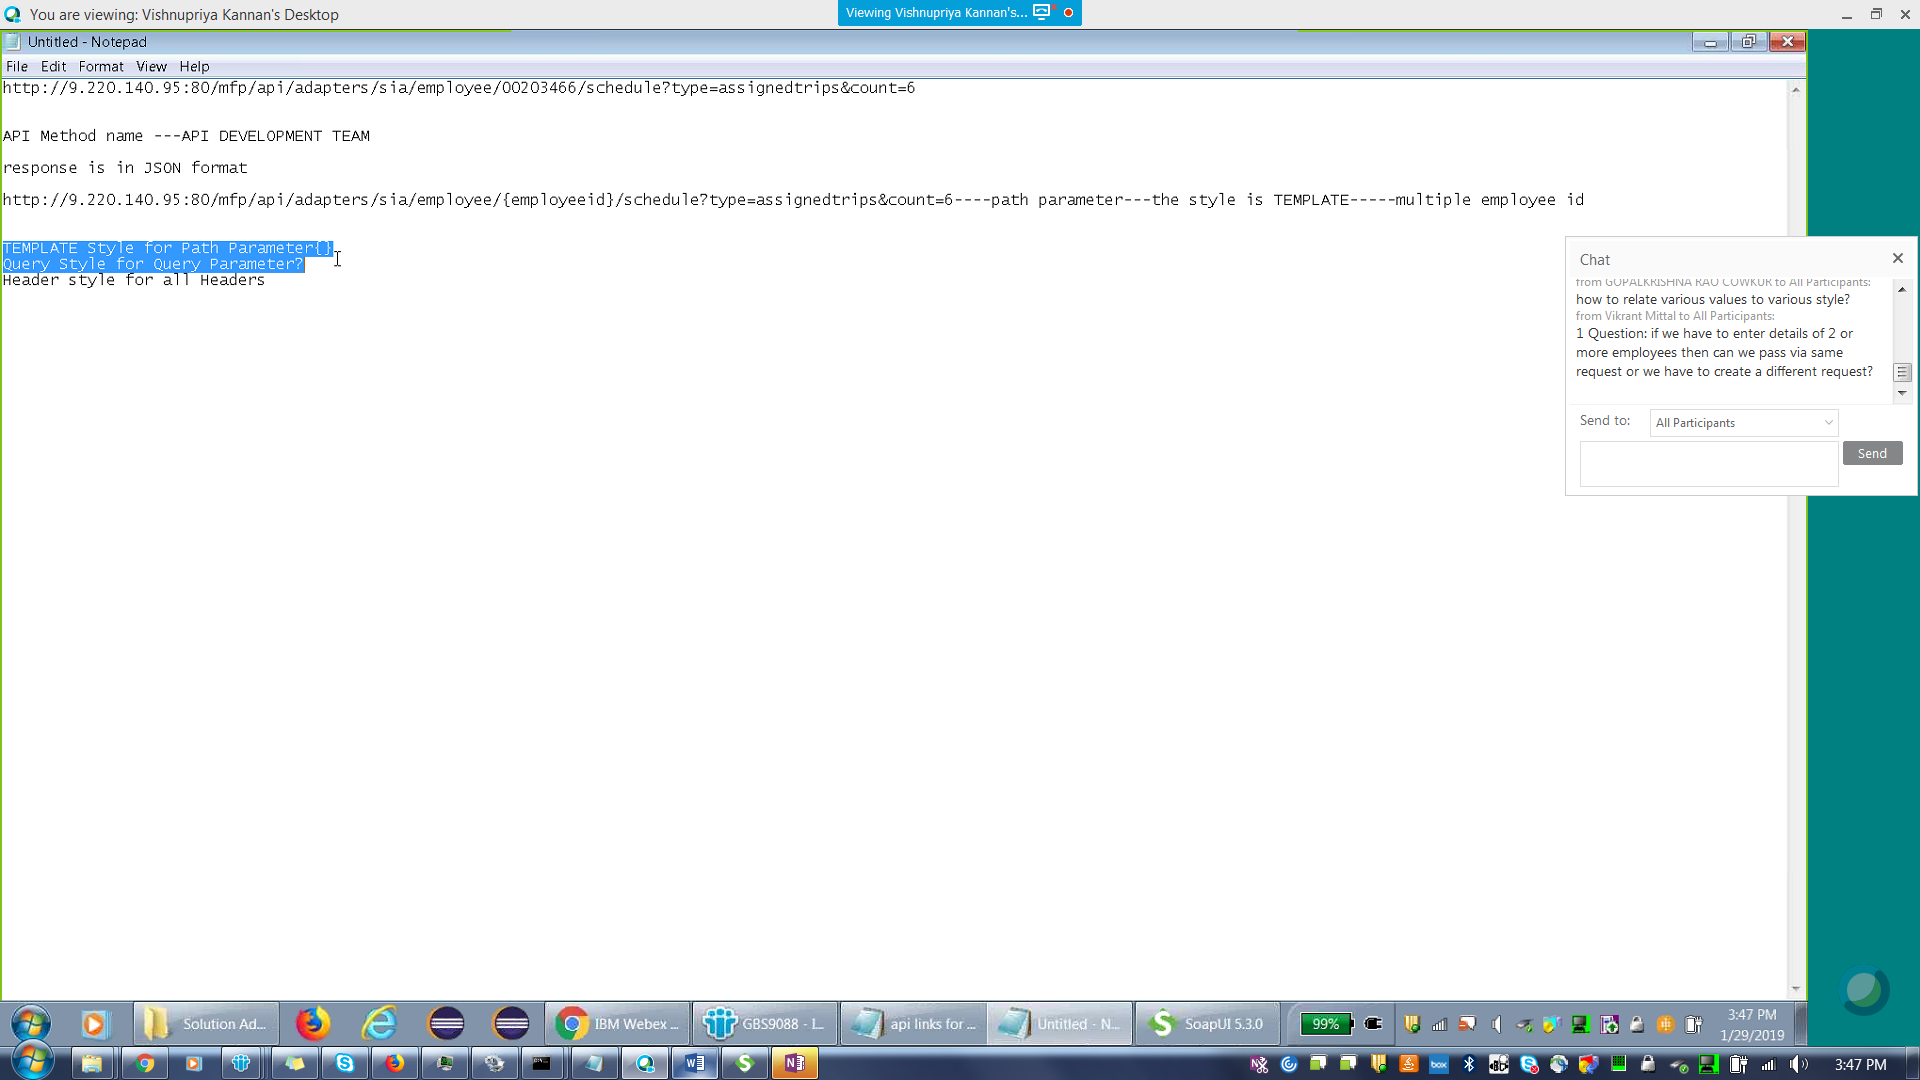 You are viewing: Vishnupriya Kannan's Desktop
Viewing Vishnupriya Kannan's...
Untitled - Notepad
File Edit Format View Help
http://9.220.140.95:80/mfp/api/adapters/sia/employee/00203466/schedule?type=assignedtrips&count=6
API Method name ---API DEVELOPMENT TEAM
response is in JSON format
http://9.220.140.95:80/mfp/api/adapters/sia/employee/{employeeid}/schedule?type=assignedtrips&count=6----path parameter---the style is TEMPLATE-----multiple employee id
TEMPLATE Style for Path Parameter{}
Query Style for Query Parameter?
Header style for all Headers
Chat
from GOPALKRISHNA RAO COWKUR to All Participants:
how to relate various values to various style?
from Vikrant Mittal to All Participants:
1 Question: if we have to enter details of 2 or
more employees then can we pass via same
request or we have to create a different request?
Send to: All Participants
Send
Solution Ad...
IBM Webex ...
GBS9088 - I...
api links for ...
Untitled - N...
SoapUI 5.3.0
99%
3:47 PM
1/29/2019
box
3:47 PM